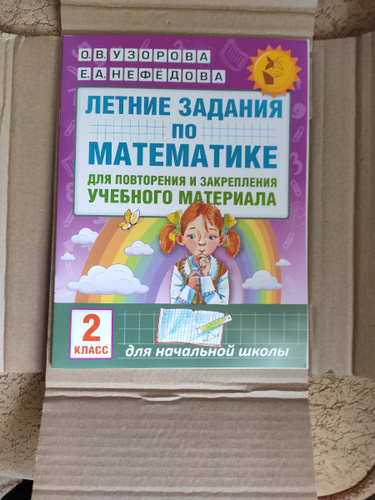 О.В. УЗОРОВА
Е.А. НЕФЁДОВА
ЛЕТНИЕ ЗАДАНИЯ
ПО
МАТЕМАТИКЕ
ДЛЯ ПОВТОРЕНИЯ И ЗАКРЕПЛЕНИЯ
УЧЕБНОГО МАТЕРИАЛА
2
КЛАСС
для начальной школы